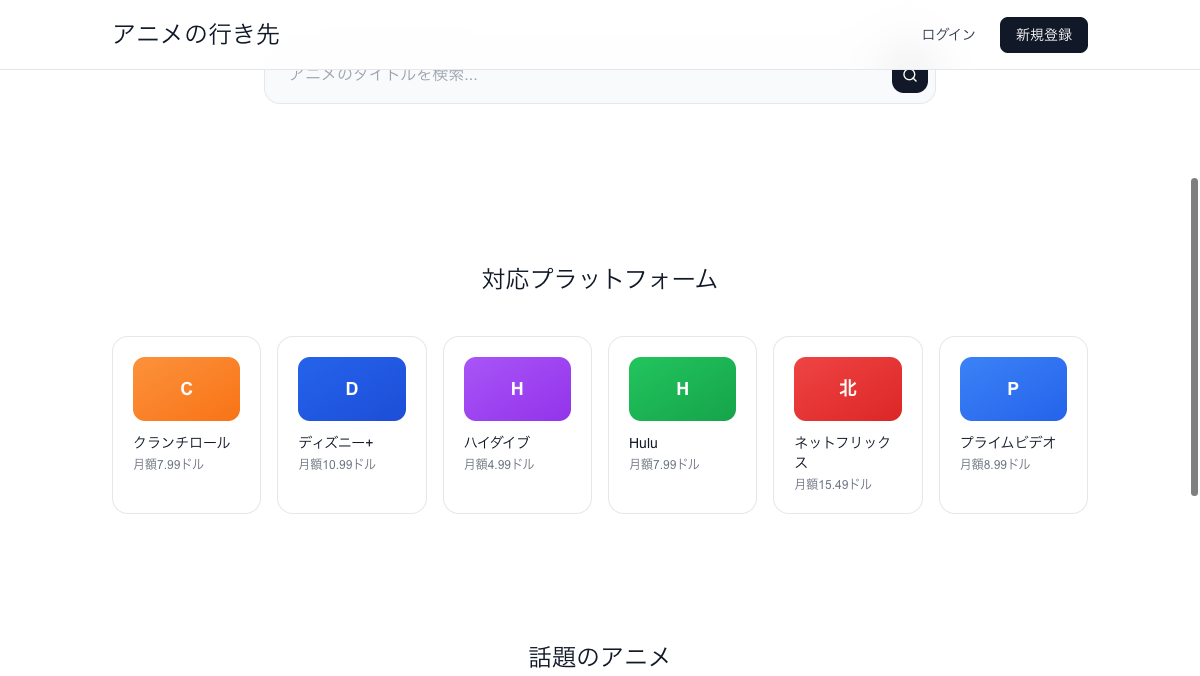 アニメの行き先
ログイン
新規登録
アニメのタイトルを検索...
対応プラットフォーム
C
クランチロール
月額7.99ドル
D
ディズニー+
月額10.99ドル
H
ハイダイブ
月額4.99ドル
H
Hulu
月額7.99ドル
北
ネットフリック
ス
月額15.49ドル
P
プライムビデオ
月額8.99ドル
話題のアニメ